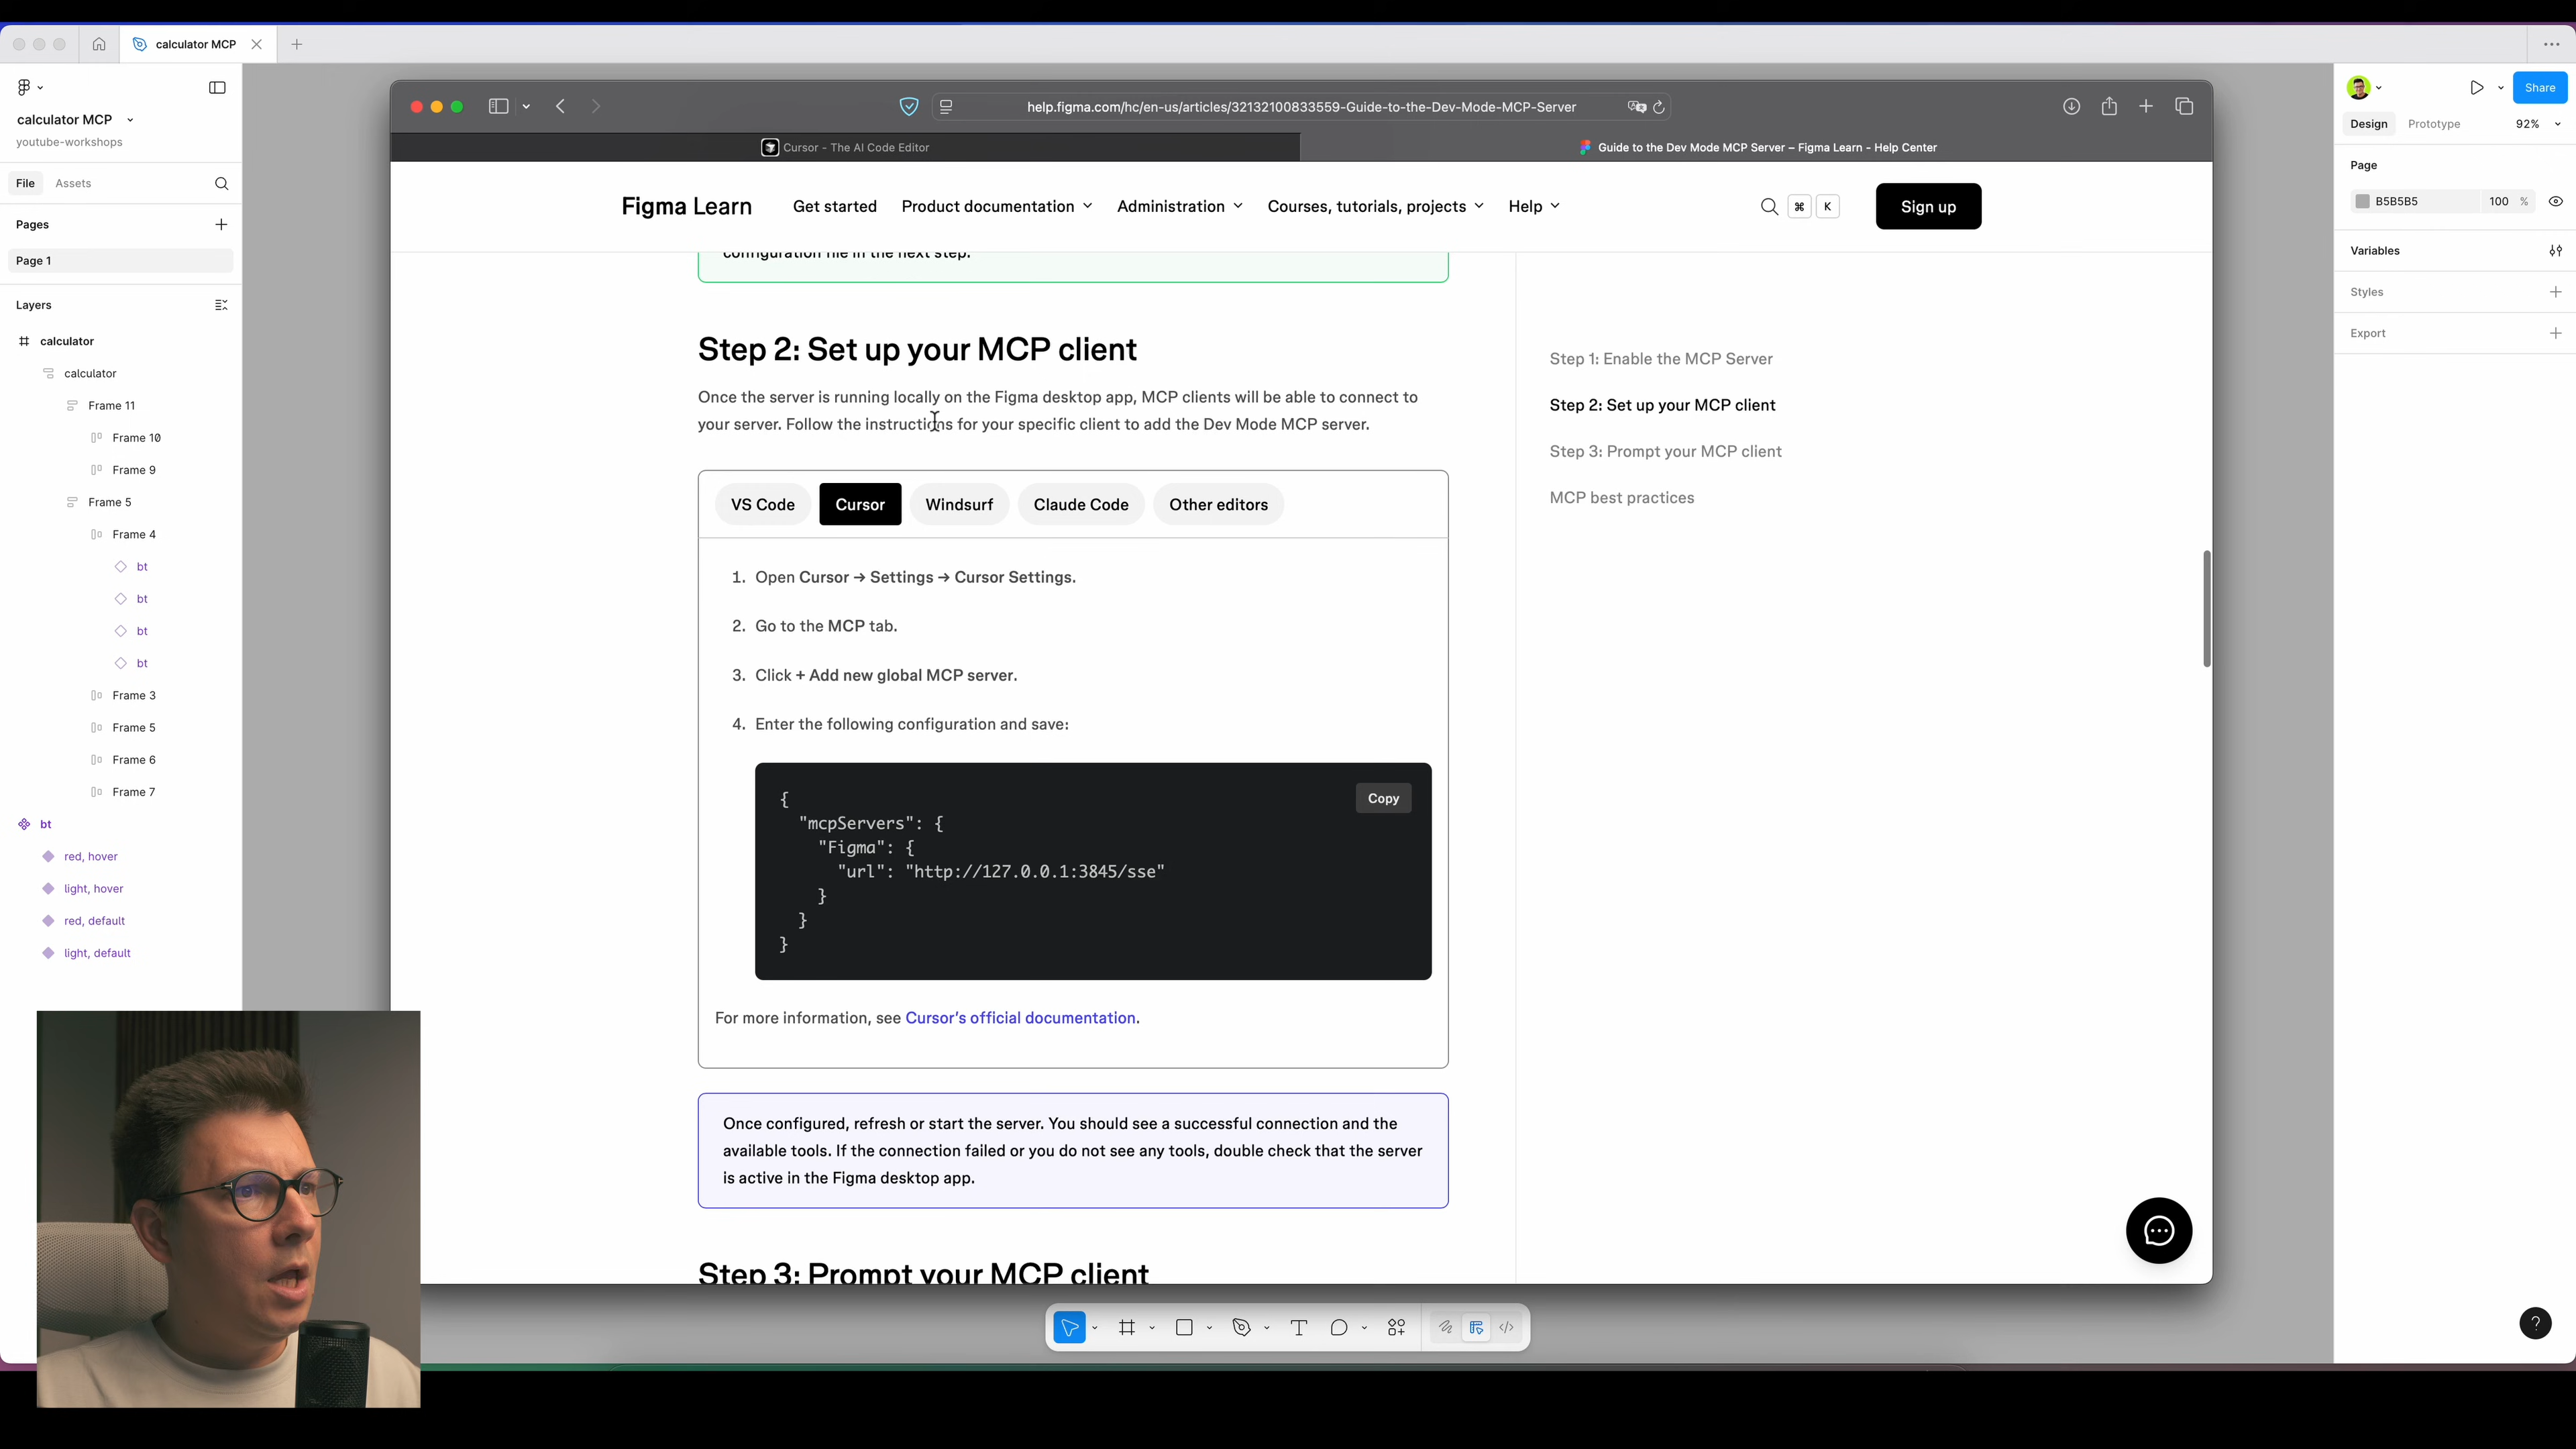 calculator MCP
calculator MCP
youtube-workshops
File Assets
Pages
Page 1
Layers
calculator
calculator
Frame 11
Frame 10
Frame 9
Frame 5
Frame 4
bt
bt
bt
bt
Frame 3
Frame 5
Frame 6
Frame 7
bt
red, hover
light, hover
red, default
light, default
help.figma.com/hc/en-us/articles/32132100833559-Guide-to-the-Dev-Mode-MCP-Server
Cursor - The AI Code Editor
Guide to the Dev Mode MCP Server – Figma Learn - Help Center
Figma Learn Get started Product documentation Administration Courses, tutorials, projects Help ⌘ K Sign up
configuration file in the next step.
Step 2: Set up your MCP client
Once the server is running locally on the Figma desktop app, MCP clients will be able to connect to
your server. Follow the instructions for your specific client to add the Dev Mode MCP server.
VS Code Cursor Windsurf Claude Code Other editors
1. Open Cursor → Settings → Cursor Settings.
2. Go to the MCP tab.
3. Click + Add new global MCP server.
4. Enter the following configuration and save:
Copy
{
"mcpServers": {
"Figma": {
"url": "http://127.0.0.1:3845/sse"
}
}
}
For more information, see Cursor's official documentation.
Once configured, refresh or start the server. You should see a successful connection and the
available tools. If the connection failed or you do not see any tools, double check that the server
is active in the Figma desktop app.
Step 3: Prompt your MCP client
Step 1: Enable the MCP Server
Step 2: Set up your MCP client
Step 3: Prompt your MCP client
MCP best practices
Share
Design Prototype 92%
Page
B5B5B5 100 %
Variables
Styles
Export
?